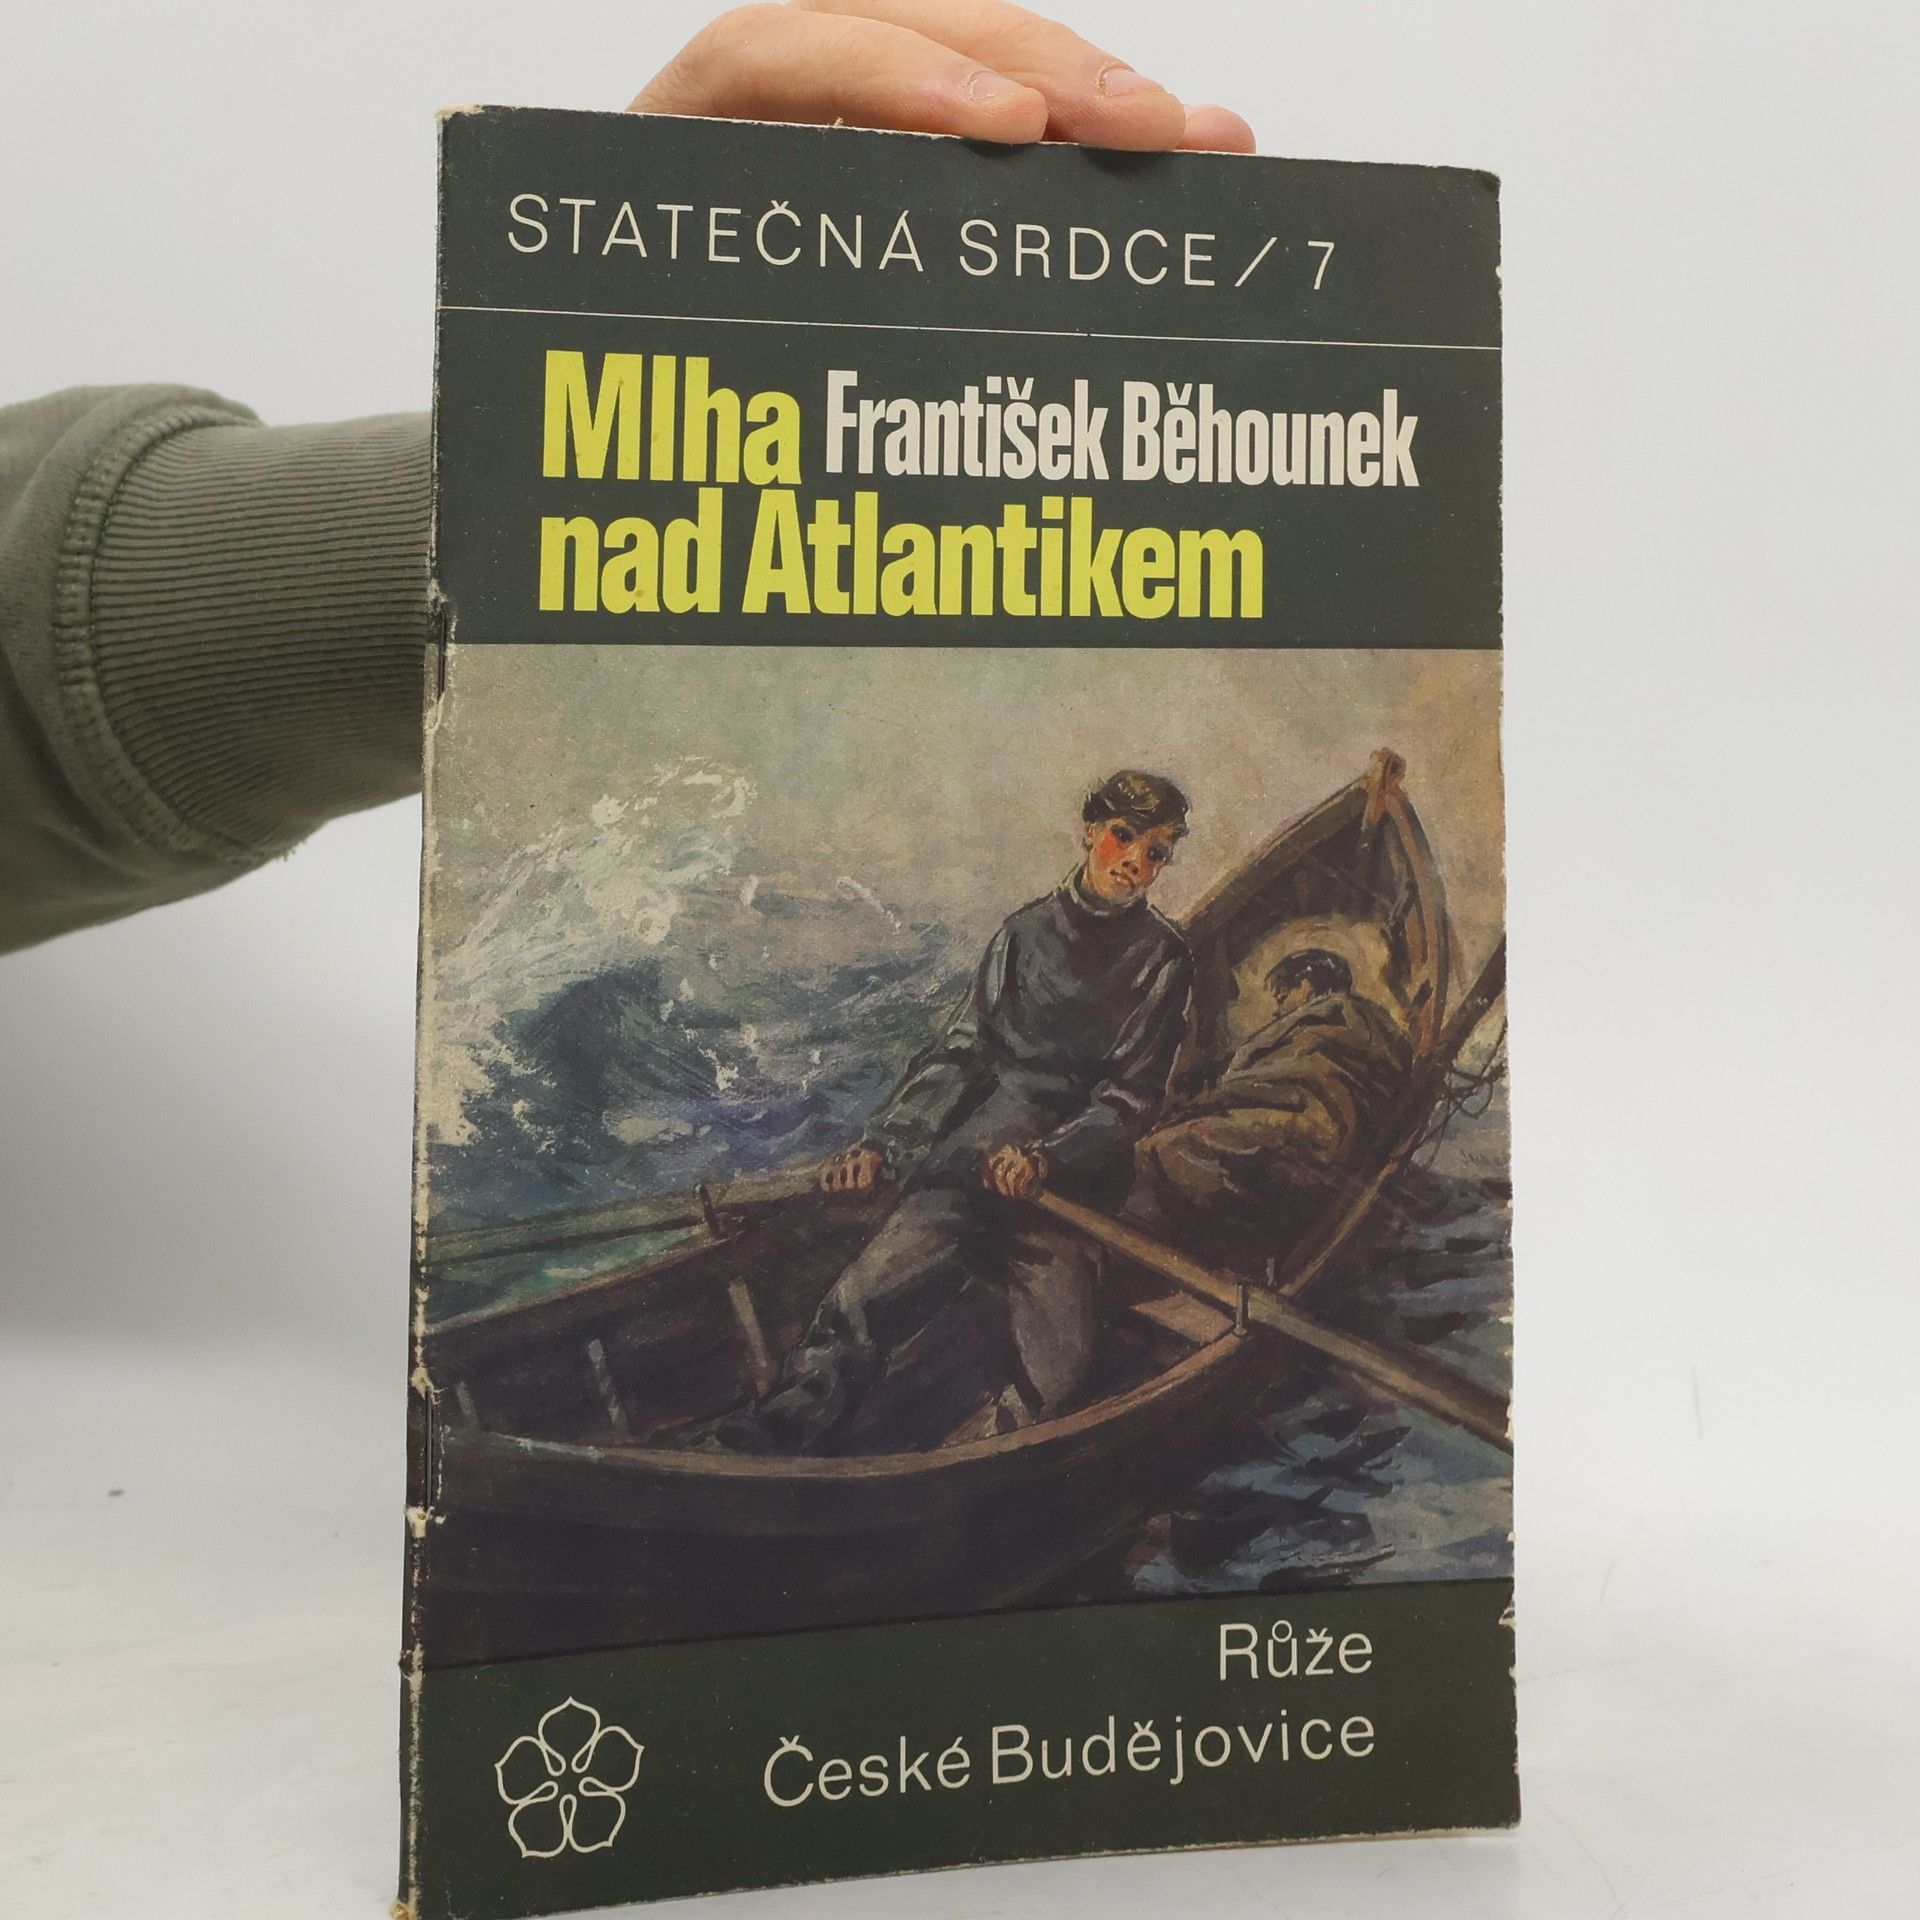 STATEČNÁ SRDCE / 7
Mlha František Běhounek
nad Atlantikem
Růže
České Budějovice